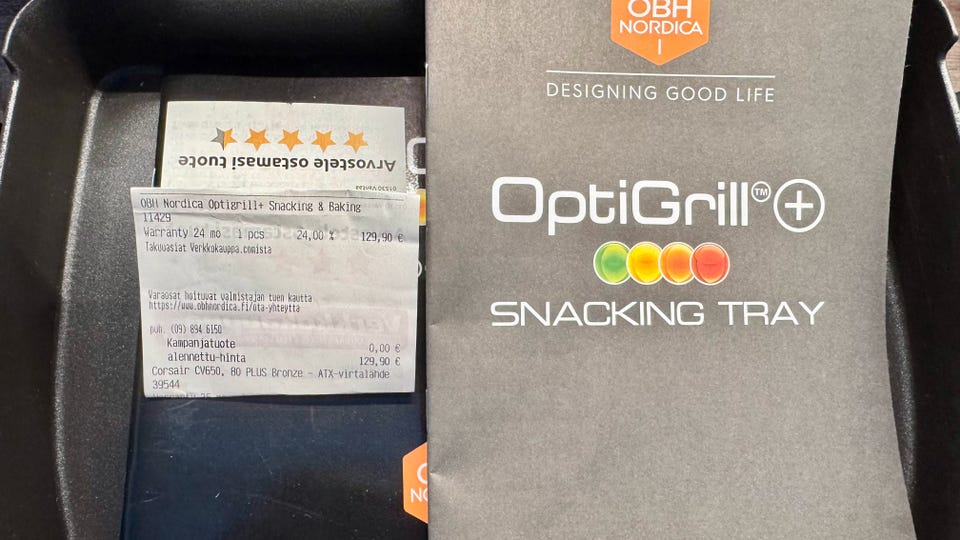 Arvostele ostamasi tuote
01530 Vantaa
OBH Nordica Optigrill+ Snacking & Baking
11429
Warranty 24 mo 1 pcs 24,00 % 129,90 €
Takuuasiat Verkkokauppa.comista
Varaosat hoituvat valmistajan tuen kautta
https://www.obhnordica.fi/ota-yhteytta
puh. (09) 894 6150
Kampanjatuote 0,00 €
alennettu-hinta 129,90 €
Corsair CV650, 80 PLUS Bronze - ATX-virtalähde
39544
OBH
NORDICA
DESIGNING GOOD LIFE
OptiGrill™+
SNACKING TRAY